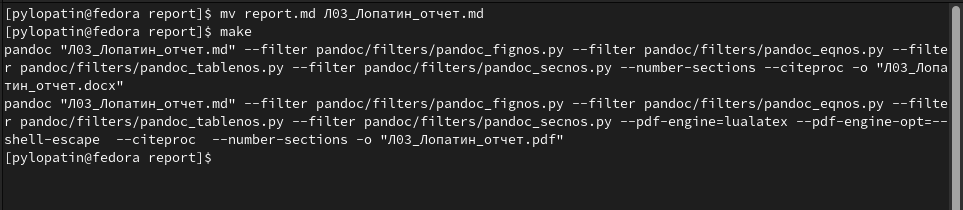 [pylopatin@fedora report]$ mv report.md Л03_Лопатин_отчет.md
[pylopatin@fedora report]$ make
pandoc "Л03_Лопатин_отчет.md" --filter pandoc/filters/pandoc_fignos.py --filter pandoc/filters/pandoc_eqnos.py --filte
r pandoc/filters/pandoc_tablenos.py --filter pandoc/filters/pandoc_secnos.py --number-sections --citeproc -o "Л03_Лопа
тин_отчет.docx"
pandoc "Л03_Лопатин_отчет.md" --filter pandoc/filters/pandoc_fignos.py --filter pandoc/filters/pandoc_eqnos.py --filte
r pandoc/filters/pandoc_tablenos.py --filter pandoc/filters/pandoc_secnos.py --pdf-engine=lualatex --pdf-engine-opt=--
shell-escape  --citeproc  --number-sections -o "Л03_Лопатин_отчет.pdf"
[pylopatin@fedora report]$